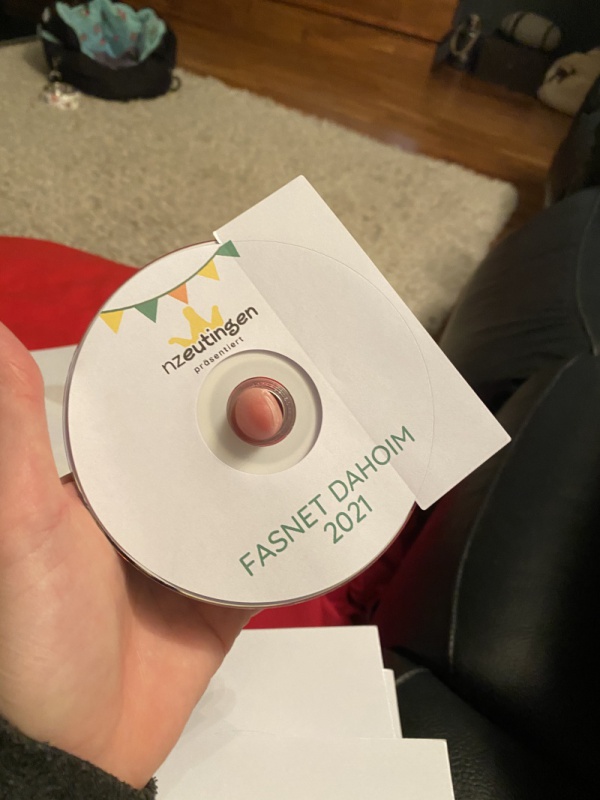 nzeutingen
präsentiert
FASNET DAHOIM
2021